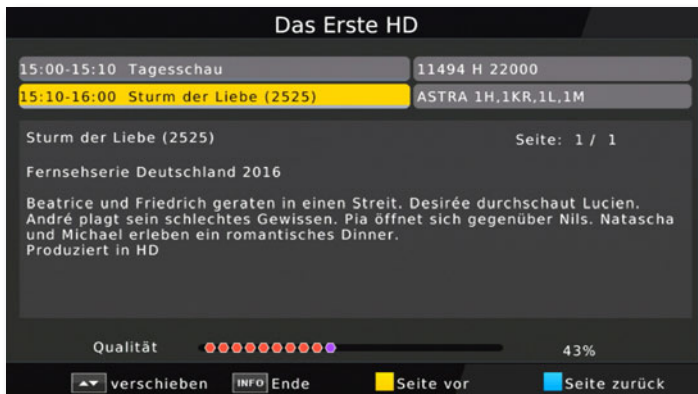 Das Erste HD
15:00-15:10 Tagesschau
11494 H 22000
15:10-16:00 Sturm der Liebe (2525)
ASTRA 1H,1KR,1L,1M
Sturm der Liebe (2525)
Seite: 1 / 1
Fernsehserie Deutschland 2016
Beatrice und Friedrich geraten in einen Streit. Desirée durchschaut Lucien.
André plagt sein schlechtes Gewissen. Pia öffnet sich gegenüber Nils. Natascha
und Michael erleben ein romantisches Dinner.
Produziert in HD
Qualität
43%
verschieben
INFO Ende
Seite vor
Seite zurück